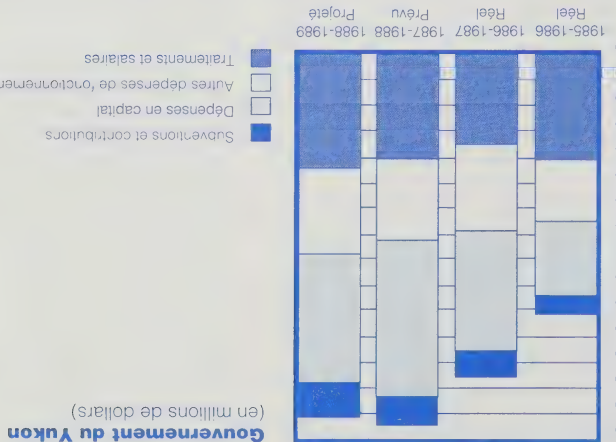 Gouvernement du Yukon
(en millions de dollars)
Subventions et contributions
Dépenses en capital
Autres dépenses de fonctionnement
Traitements et salaires
1985-1986 1986-1987 1987-1988 1988-1989
Réel Réel Prévu Projeté